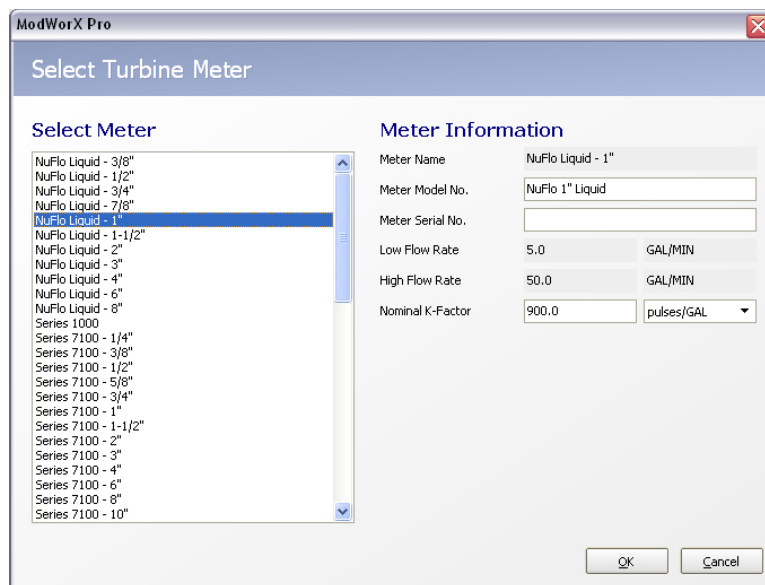 ModWorX Pro
Select Turbine Meter
Select Meter
NuFlo Liquid - 3/8"
NuFlo Liquid - 1/2"
NuFlo Liquid - 3/4"
NuFlo Liquid - 7/8"
NuFlo Liquid - 1"
NuFlo Liquid - 1-1/2"
NuFlo Liquid - 2"
NuFlo Liquid - 3"
NuFlo Liquid - 4"
NuFlo Liquid - 6"
NuFlo Liquid - 8"
Series 1000
Series 7100 - 1/4"
Series 7100 - 3/8"
Series 7100 - 1/2"
Series 7100 - 5/8"
Series 7100 - 3/4"
Series 7100 - 1"
Series 7100 - 1-1/2"
Series 7100 - 2"
Series 7100 - 3"
Series 7100 - 4"
Series 7100 - 6"
Series 7100 - 8"
Series 7100 - 10"
Meter Information
Meter Name NuFlo Liquid - 1"
Meter Model No. NuFlo 1" Liquid
Meter Serial No.
Low Flow Rate 5.0 GAL/MIN
High Flow Rate 50.0 GAL/MIN
Nominal K-Factor 900.0 pulses/GAL
OK Cancel